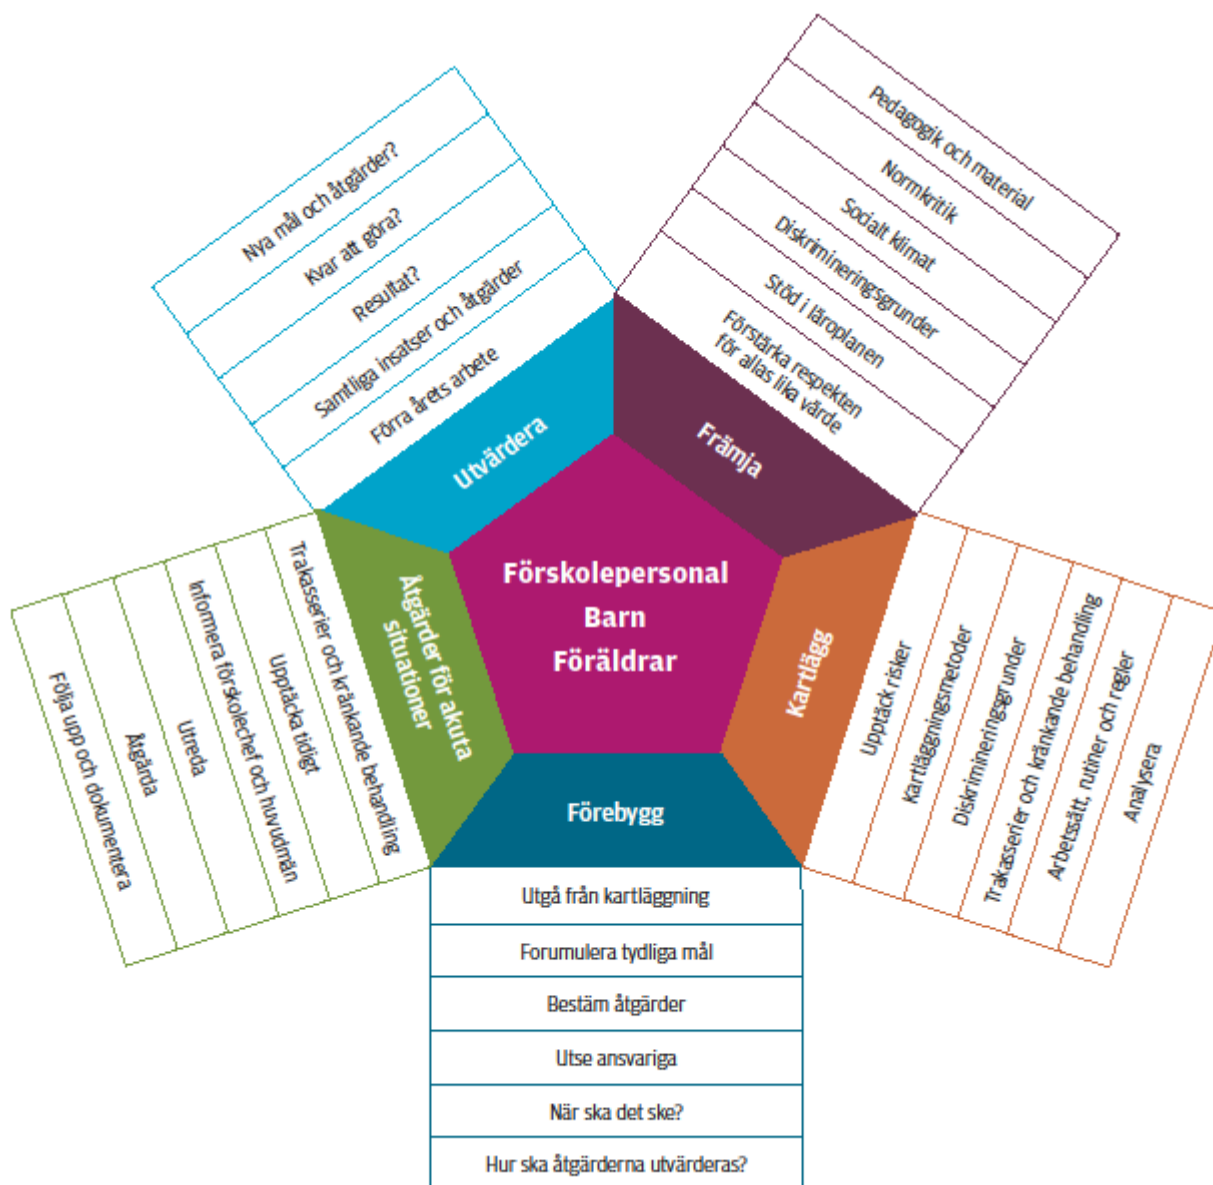 Förskolepersonal
Barn
Föräldrar
Främja
Förstärka respekten
för allas lika värde
Stöd i läroplanen
Diskrimineringsgrunder
Socialt klimat
Normkritik
Pedagogik och material
Kartlägg
Upptäck risker
Kartläggningsmetoder
Diskrimineringsgrunder
Trakasserier och kränkande behandling
Arbetssätt, rutiner och regler
Analysera
Förebygg
Utgå från kartläggning
Forumulera tydliga mål
Bestäm åtgärder
Utse ansvariga
När ska det ske?
Hur ska åtgärderna utvärderas?
Åtgärder för akuta
situationer
Trakasserier och kränkande behandling
Upptäcka tidigt
Informera förskolechef och huvudmän
Utreda
Åtgärda
Följa upp och dokumentera
Utvärdera
Förra årets arbete
Samtliga insatser och åtgärder
Resultat?
Kvar att göra?
Nya mål och åtgärder?